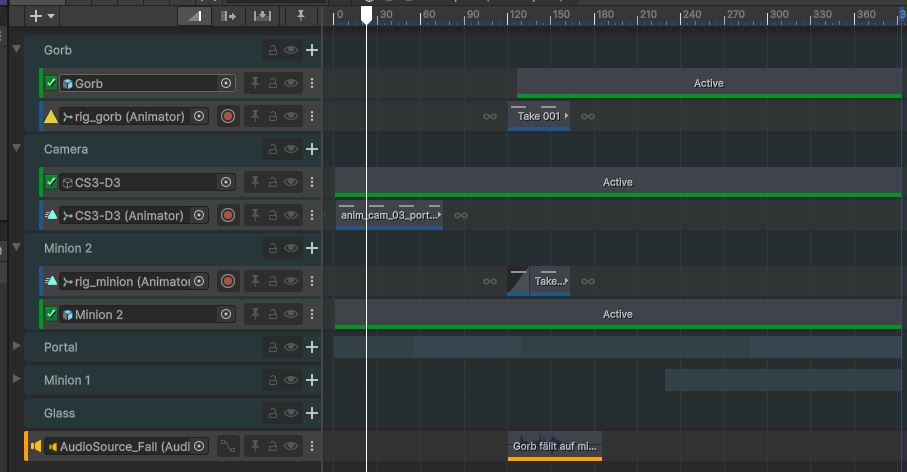 0 30 60 90 120 150 180 210 240 270 300 330 360
Gorb
Gorb
Active
rig_gorb (Animator)
Take 001
Camera
CS3-D3
Active
CS3-D3 (Animator)
anim_cam_03_port...
Minion 2
rig_minion (Animator
Take...
Minion 2
Active
Portal
Minion 1
Glass
AudioSource_Fall (Audi
Gorb fällt auf mi...